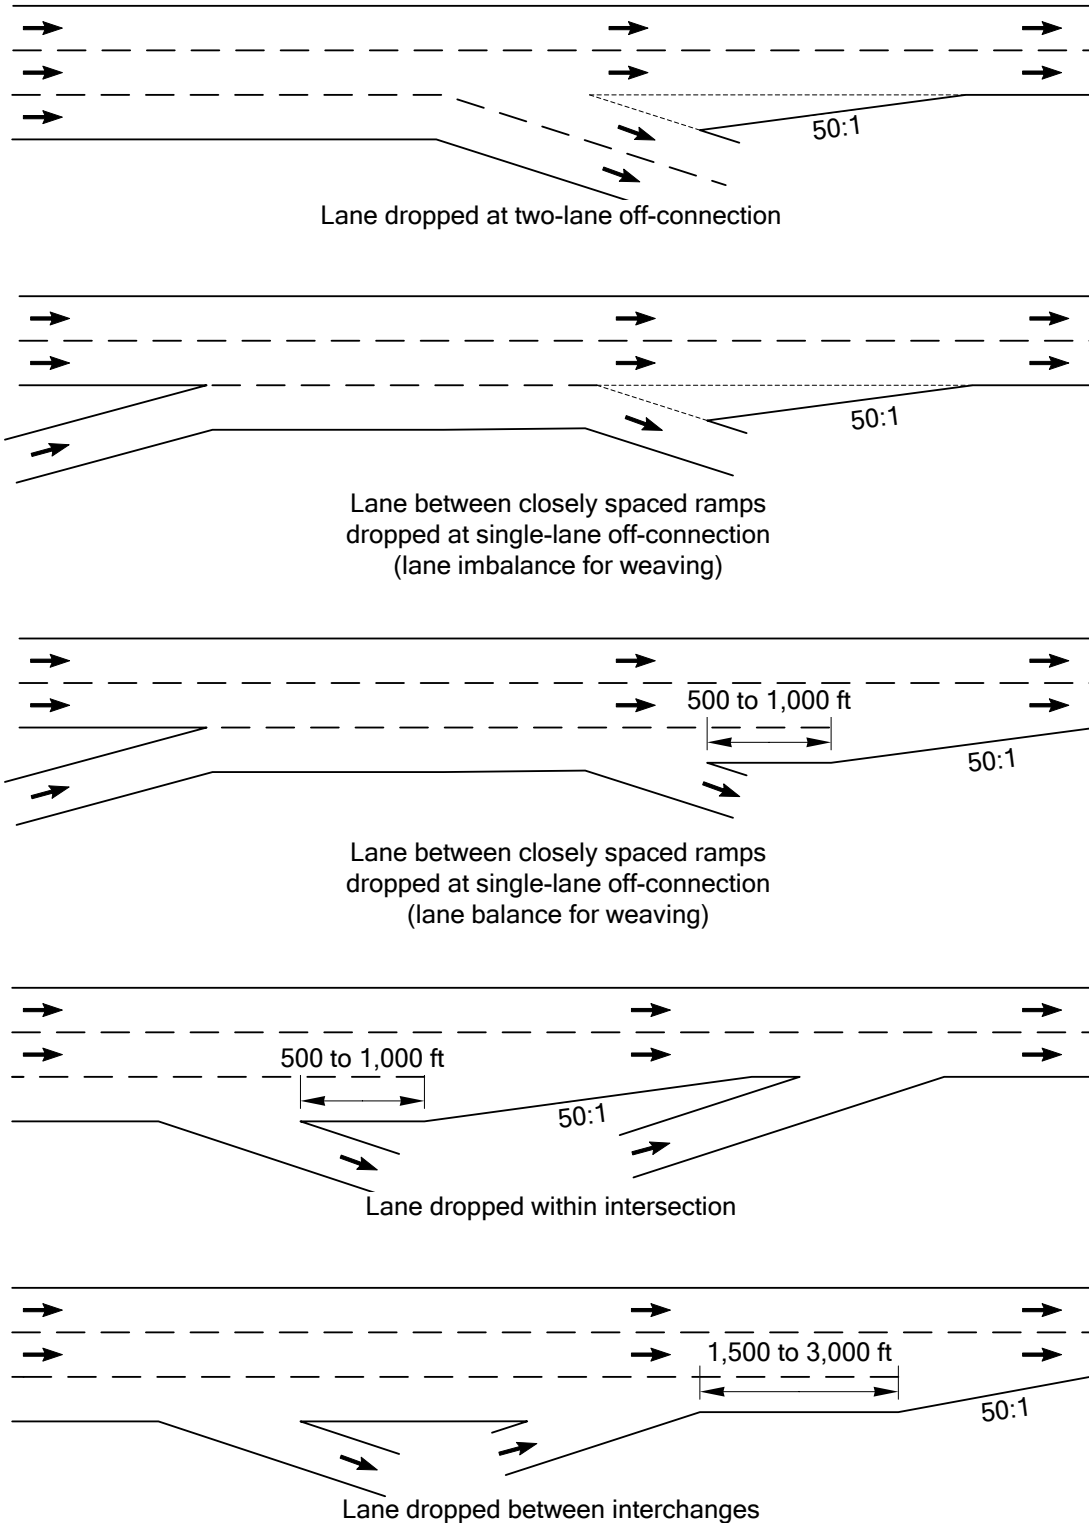 50:1
Lane dropped at two-lane off-connection
50:1
Lane between closely spaced ramps
dropped at single-lane off-connection
(lane imbalance for weaving)
500 to 1,000 ft
50:1
Lane between closely spaced ramps
dropped at single-lane off-connection
(lane balance for weaving)
500 to 1,000 ft
50:1
Lane dropped within intersection
1,500 to 3,000 ft
50:1
Lane dropped between interchanges